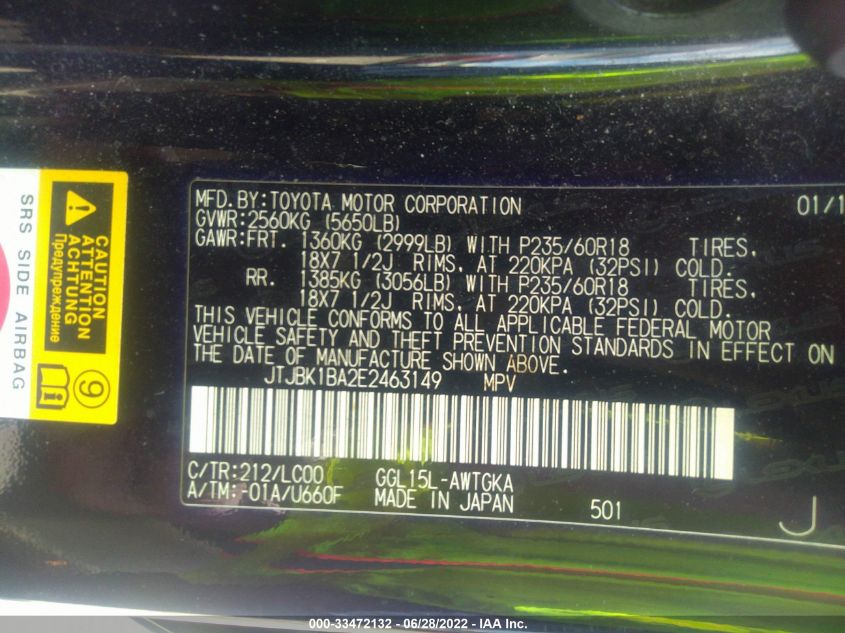 MFD.BY:TOYOTA MOTOR CORPORATION 01/1
GVWR:2560KG (5650LB)
GAWR:FRT. 1360KG (2999LB) WITH P235/60R18 TIRES,
18X7 1/2J RIMS, AT 220KPA (32PSI) COLD.
RR. 1385KG (3056LB) WITH P235/60R18 TIRES,
18X7 1/2J RIMS, AT 220KPA (32PSI) COLD.
THIS VEHICLE CONFORMS TO ALL APPLICABLE FEDERAL MOTOR
VEHICLE SAFETY AND THEFT PREVENTION STANDARDS IN EFFECT ON
THE DATE OF MANUFACTURE SHOWN ABOVE.
JTJBK1BA2E2463149 MPV
C/TR:212/LC00 GGL15L-AWTGKA
A/TM:-01A/U660F MADE IN JAPAN 501
J
SRS SIDE AIRBAG
CAUTION
ATTENTION
ACHTUNG
Предупреждение
9
000-33472132 - 06/28/2022 - IAA Inc.